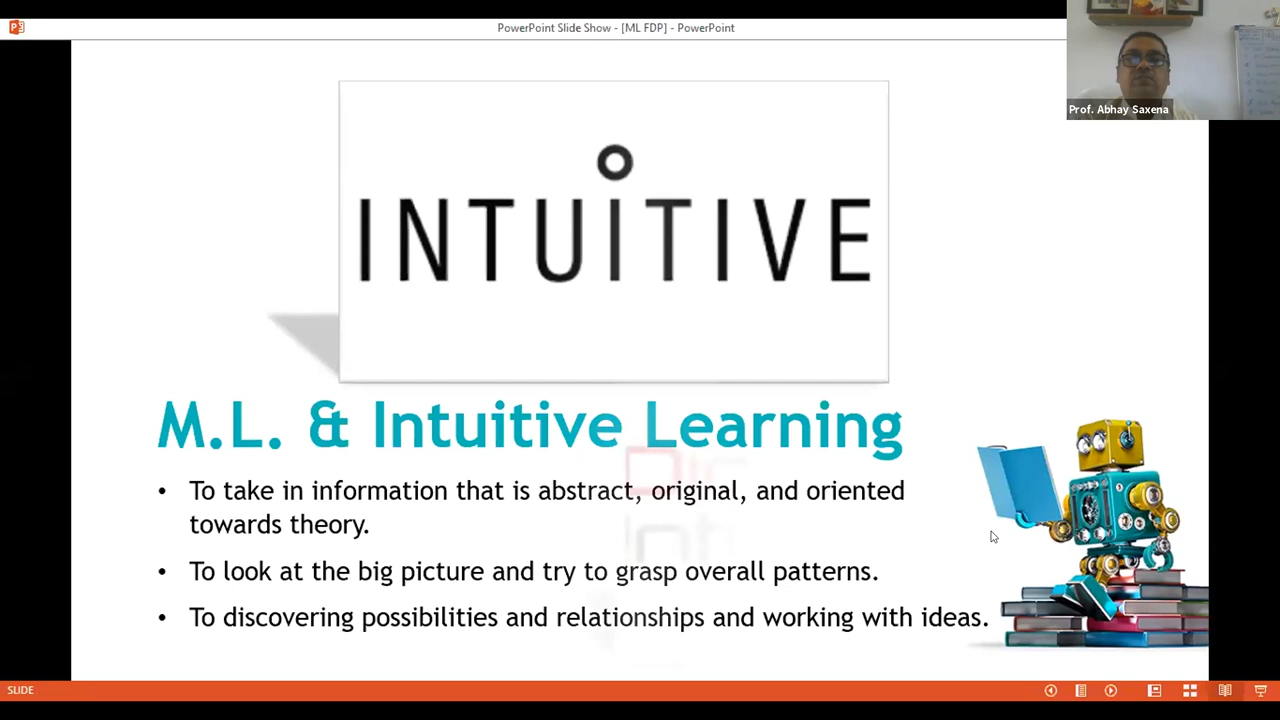 PowerPoint Slide Show - [ML FDP] - PowerPoint
Prof. Abhay Saxena
INTUITIVE
M.L. & Intuitive Learning
• To take in information that is abstract, original, and oriented
towards theory.
• To look at the big picture and try to grasp overall patterns.
• To discovering possibilities and relationships and working with ideas.
SLIDE